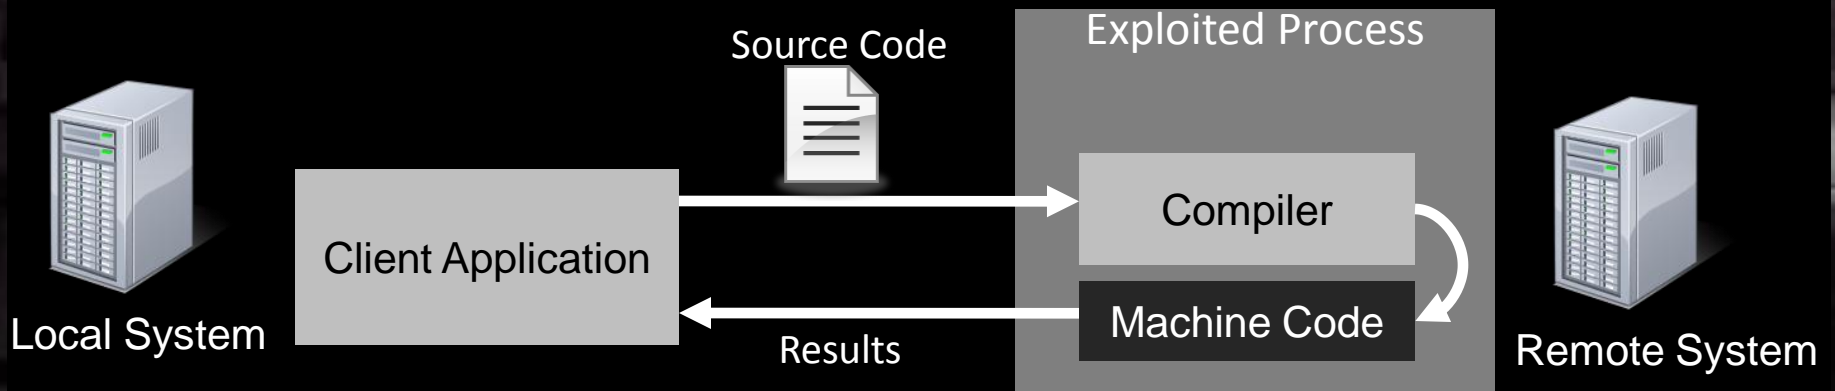 Source Code
Exploited Process
Compiler
Client Application
Machine Code
Local System
Results
Remote System